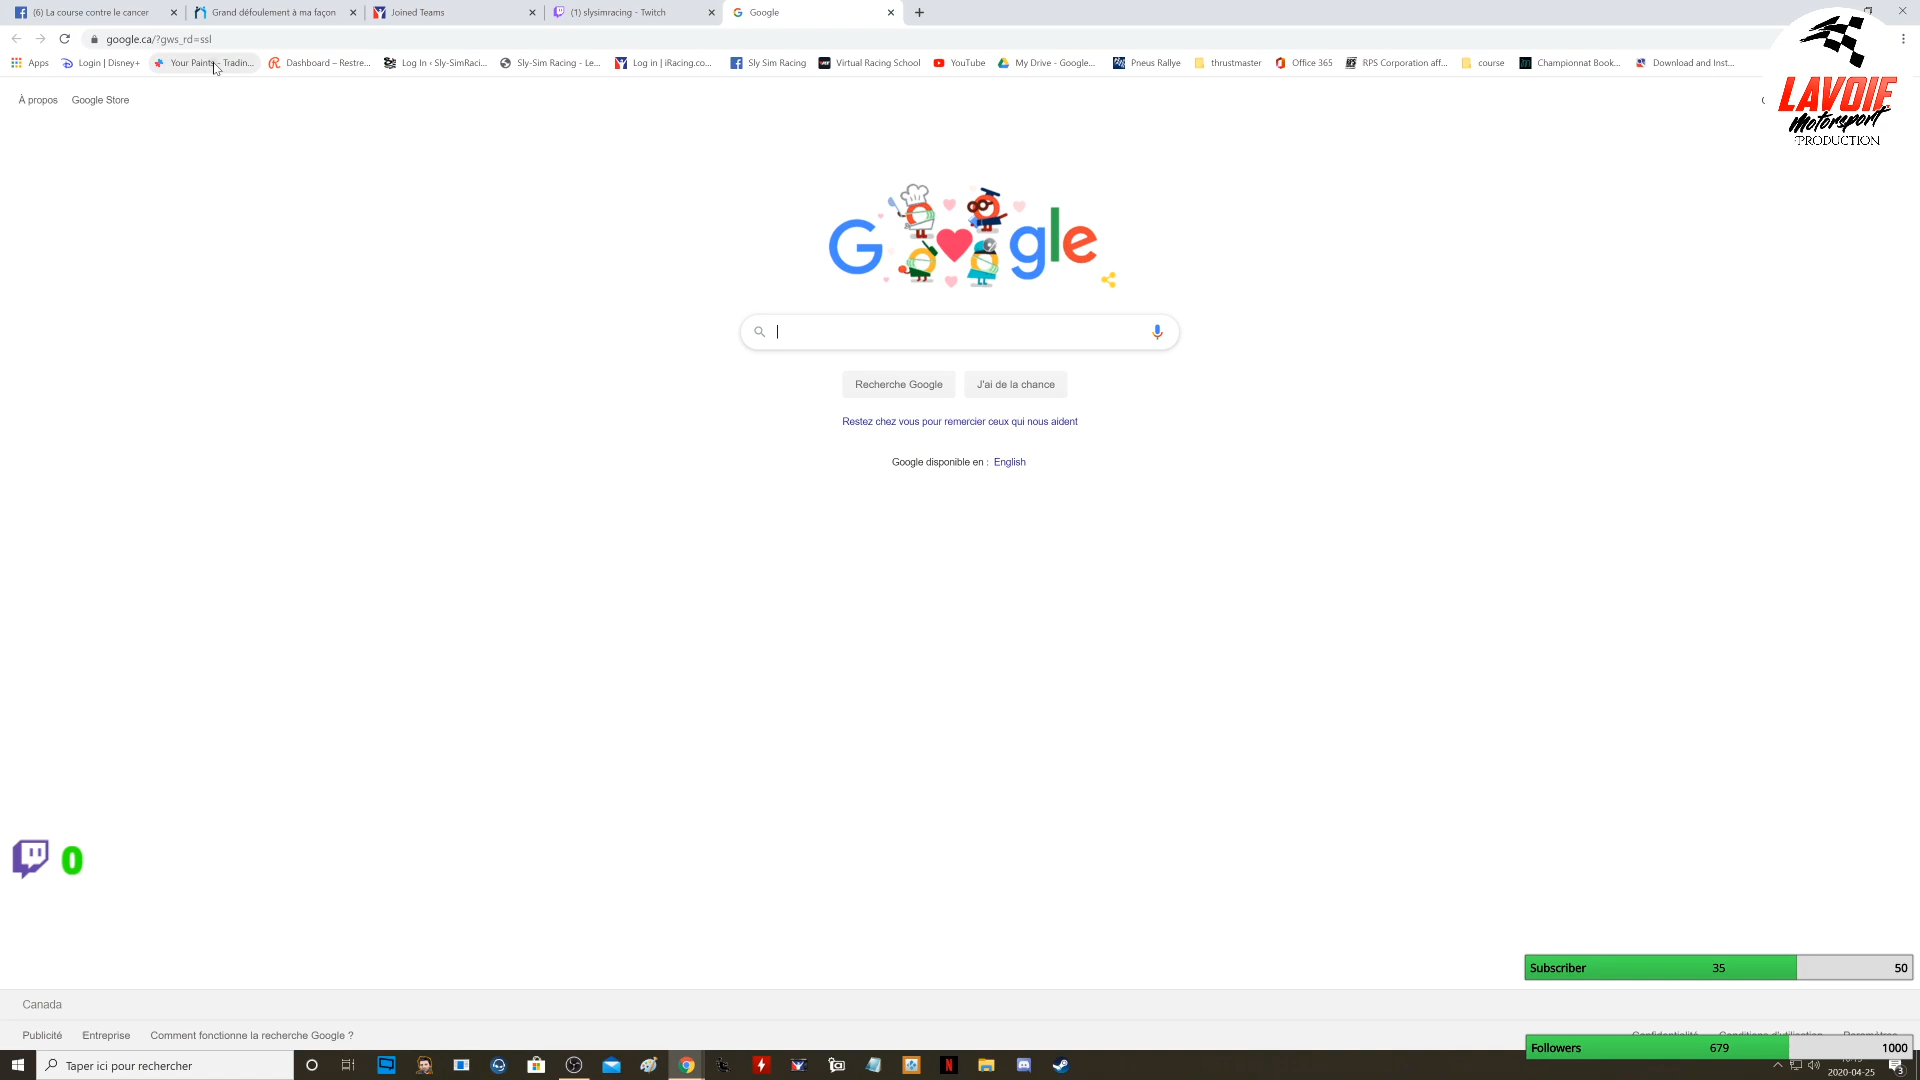 (6) La course contre le cancer
Grand défoulement à ma façon
Joined Teams
(1) slysimracing - Twitch
Google
google.ca/?gws_rd=ssl
Apps
Login | Disney+
Your Paints - Tradin...
Dashboard – Restre...
Log In ‹ Sly-SimRaci...
Sly-Sim Racing - Le...
Log in | iRacing.co...
Sly Sim Racing
Virtual Racing School
YouTube
My Drive - Google...
Pneus Rallye
thrustmaster
Office 365
RPS Corporation aff...
course
Championnat Book...
Download and Inst...
LAVOIE
Motorsport
PRODUCTION
À propos
Google Store
Google
Recherche Google
J'ai de la chance
Restez chez vous pour remercier ceux qui nous aident
Google disponible en : English
0
Subscriber 35 50
Canada
Publicité
Entreprise
Comment fonctionne la recherche Google ?
Followers 679 1000
Taper ici pour rechercher
2020-04-25
3